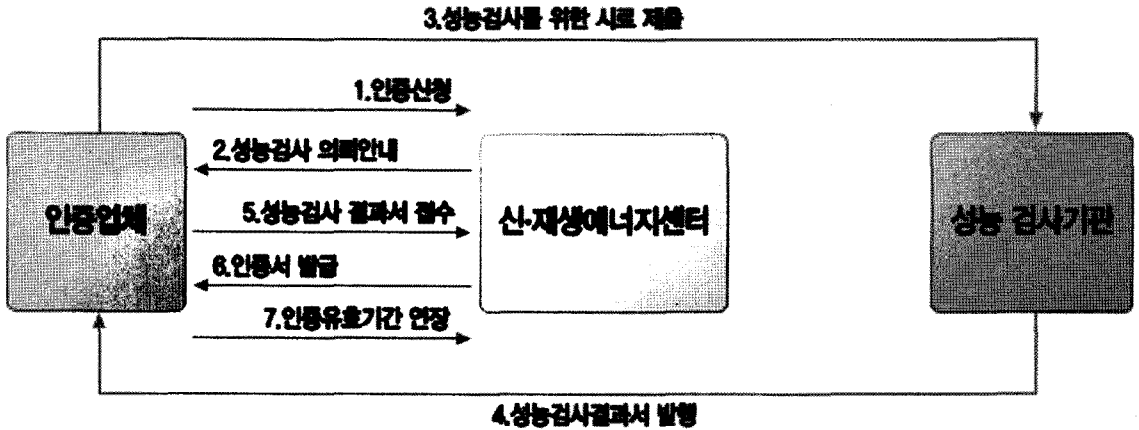 3.성능검사를 위한 시료 제출
1.인증신청
2.성능검사 의뢰안내
인증업체
5.성능검사 결과서 접수
신·재생에너지센터
성능 검사기관
6.인증서 발급
7.인증유효기간 연장
4.성능검사결과서 발행